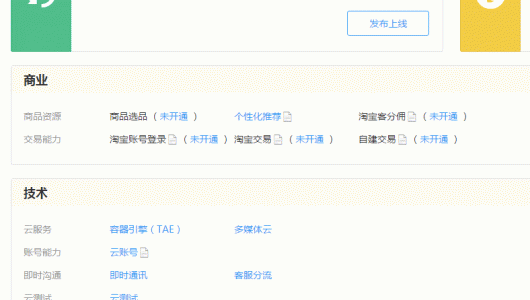 发布上线
商业
商品资源 商品选品（ 未开通 ） 个性化推荐 淘宝客分佣（ 未开通 ）
交易能力 淘宝账号登录（ 未开通 ） 淘宝交易（ 未开通 ） 自建交易（ 未开通 ）
技术
云服务 容器引擎（TAE） 多媒体云
账号能力 云账号
即时沟通 即时通讯 客服分流
云测试 云测试